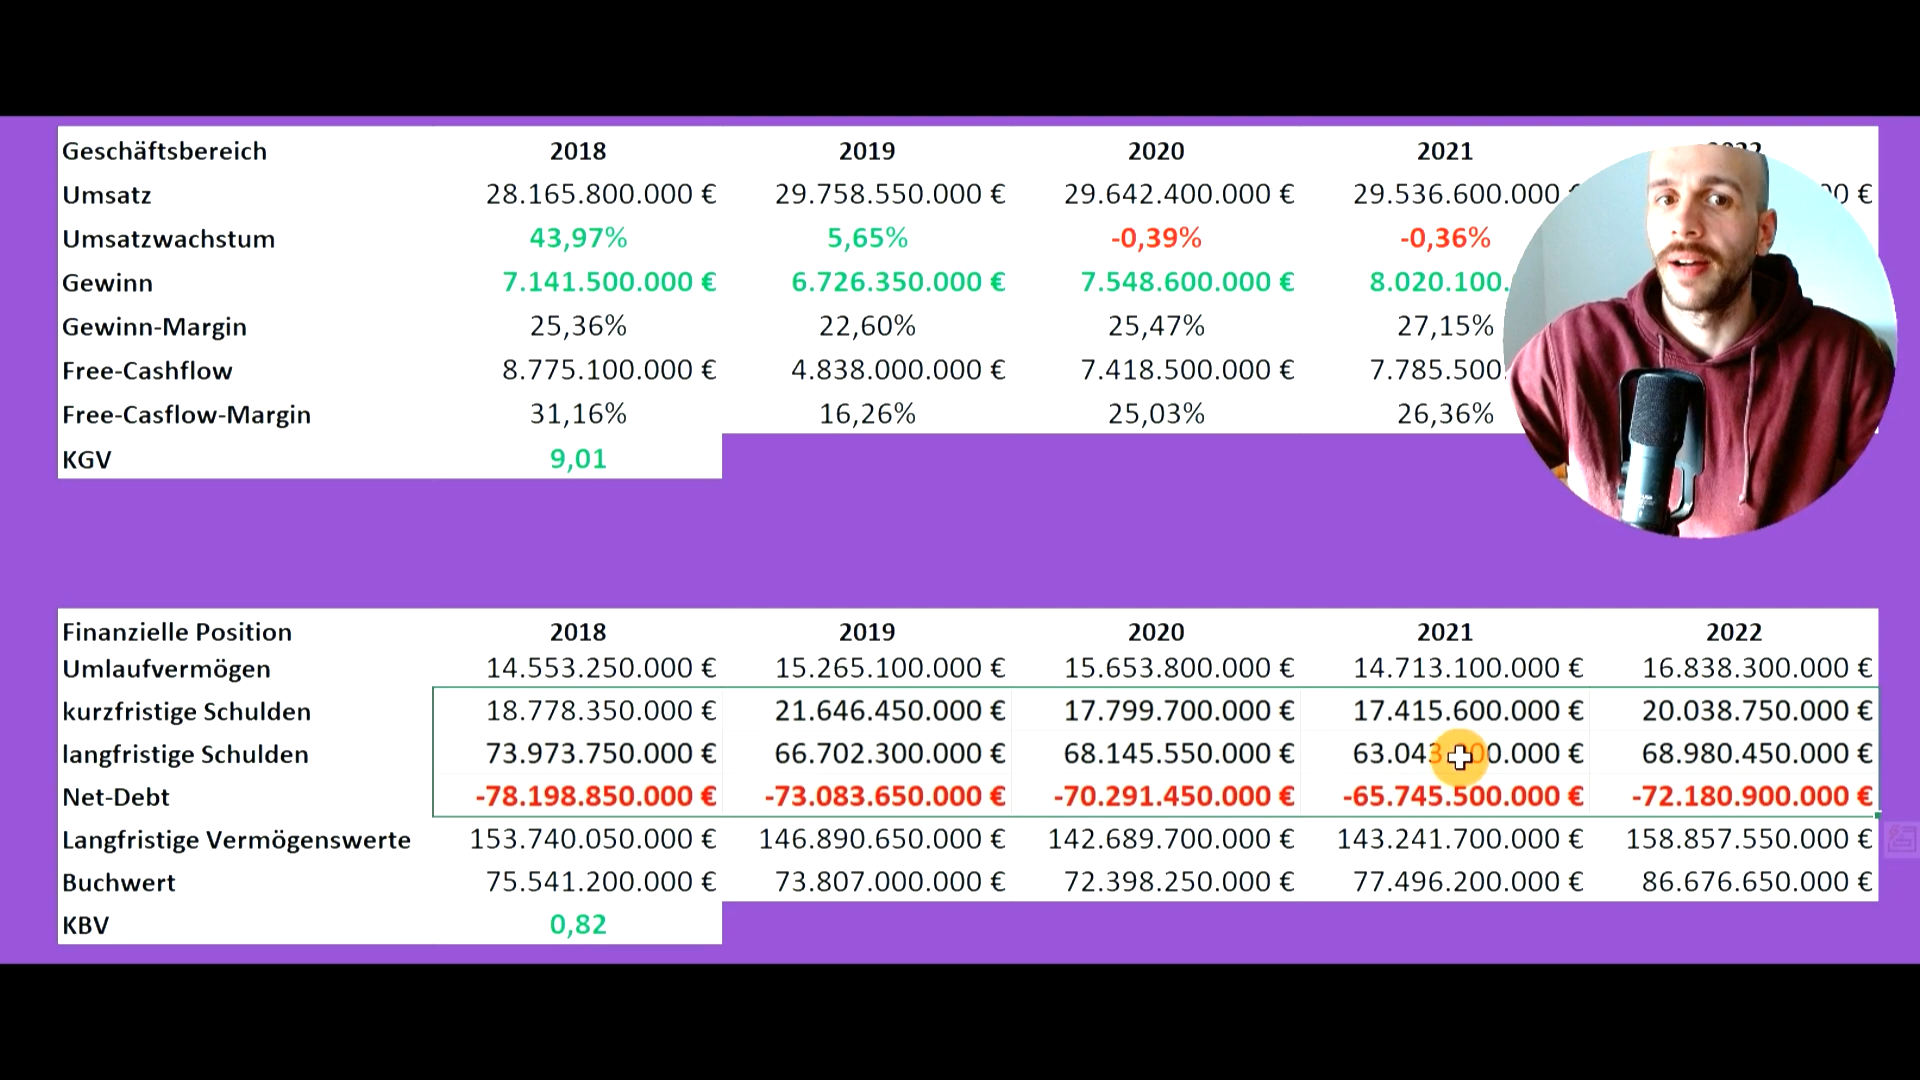 Geschäftsbereich 2018 2019 2020 2021
Umsatz 28.165.800.000 € 29.758.550.000 € 29.642.400.000 € 29.536.600.000 €
Umsatzwachstum 43,97% 5,65% -0,39% -0,36%
Gewinn 7.141.500.000 € 6.726.350.000 € 7.548.600.000 € 8.020.100.
Gewinn-Margin 25,36% 22,60% 25,47% 27,15%
Free-Cashflow 8.775.100.000 € 4.838.000.000 € 7.418.500.000 € 7.785.500.
Free-Casflow-Margin 31,16% 16,26% 25,03% 26,36%
KGV 9,01
Finanzielle Position 2018 2019 2020 2021 2022
Umlaufvermögen 14.553.250.000 € 15.265.100.000 € 15.653.800.000 € 14.713.100.000 € 16.838.300.000 €
kurzfristige Schulden 18.778.350.000 € 21.646.450.000 € 17.799.700.000 € 17.415.600.000 € 20.038.750.000 €
langfristige Schulden 73.973.750.000 € 66.702.300.000 € 68.145.550.000 € 68.980.450.000 €
Net-Debt -78.198.850.000 € -73.083.650.000 € -70.291.450.000 € -65.745.500.000 € -72.180.900.000 €
Langfristige Vermögenswerte 153.740.050.000 € 146.890.650.000 € 142.689.700.000 € 143.241.700.000 € 158.857.550.000 €
Buchwert 75.541.200.000 € 73.807.000.000 € 72.398.250.000 € 77.496.200.000 € 86.676.650.000 €
KBV 0,82